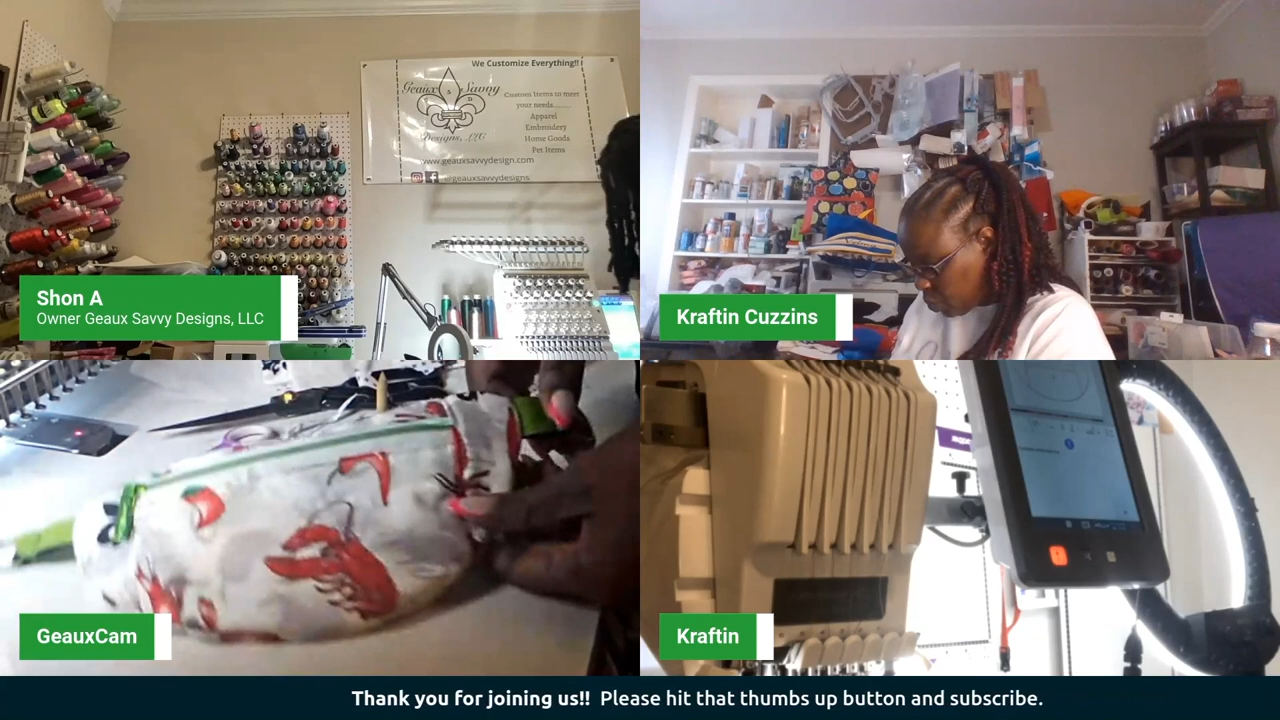 We Customize Everything!!
Geaux Savvy
S
D
Designs, LLC
Custom Items to meet
your needs.........
Apparel
Embroidery
Home Goods
Pet Items
www.geauxsavvydesign.com
@geauxsavvydesigns
Shon A
Owner Geaux Savvy Designs, LLC
Kraftin Cuzzins
GeauxCam
Kraftin
Thank you for joining us!! Please hit that thumbs up button and subscribe.